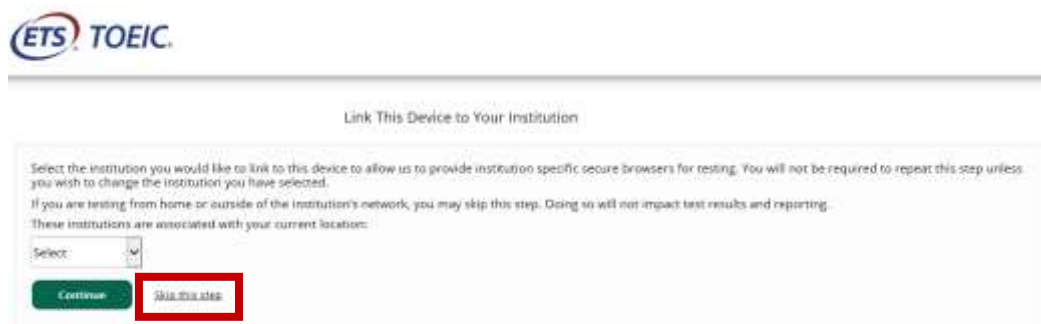 ETS TOEIC.
Link This Device to Your Institution
Select the institution you would like to link to this device to allow us to provide institution specific secure browsers for testing. You will not be required to repeat this step unless
you wish to change the institution you have selected.
If you are testing from home or outside of the institution's network, you may skip this step. Doing so will not impact test results and reporting.
These institutions are associated with your current location:
Select
Continue Skip this step